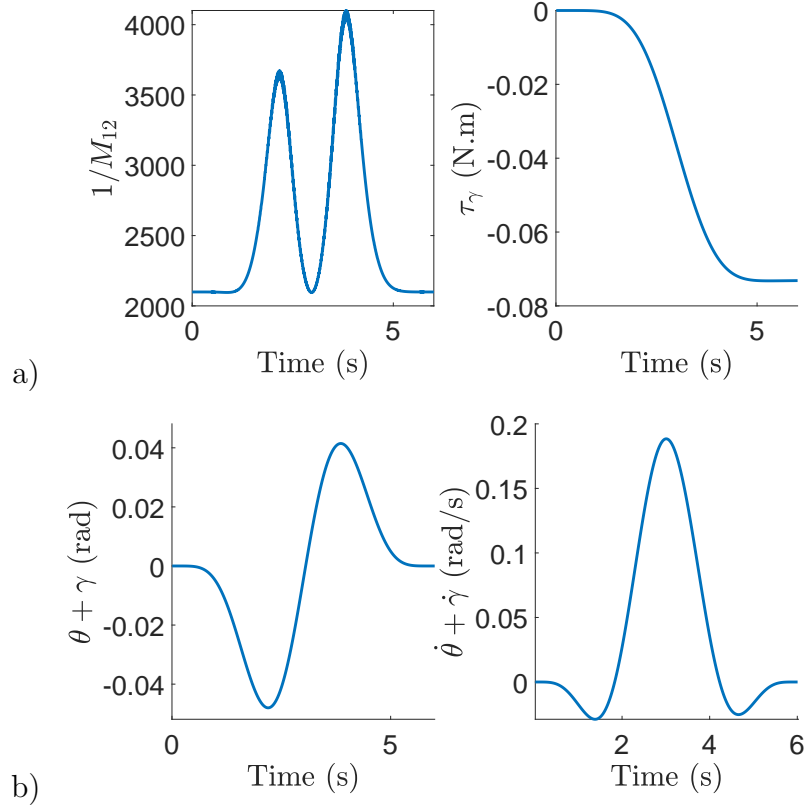 4000
3500
3000
2500
2000
1/M₁₂
0
5
Time (s)
0
-0.02
-0.04
-0.06
-0.08
τᵧ (N.m)
0
5
Time (s)
a)
0.04
0.02
0
-0.02
-0.04
θ + γ (rad)
0
5
Time (s)
0.2
0.15
0.1
0.05
0
θ̇ + γ̇ (rad/s)
2
4
6
Time (s)
b)